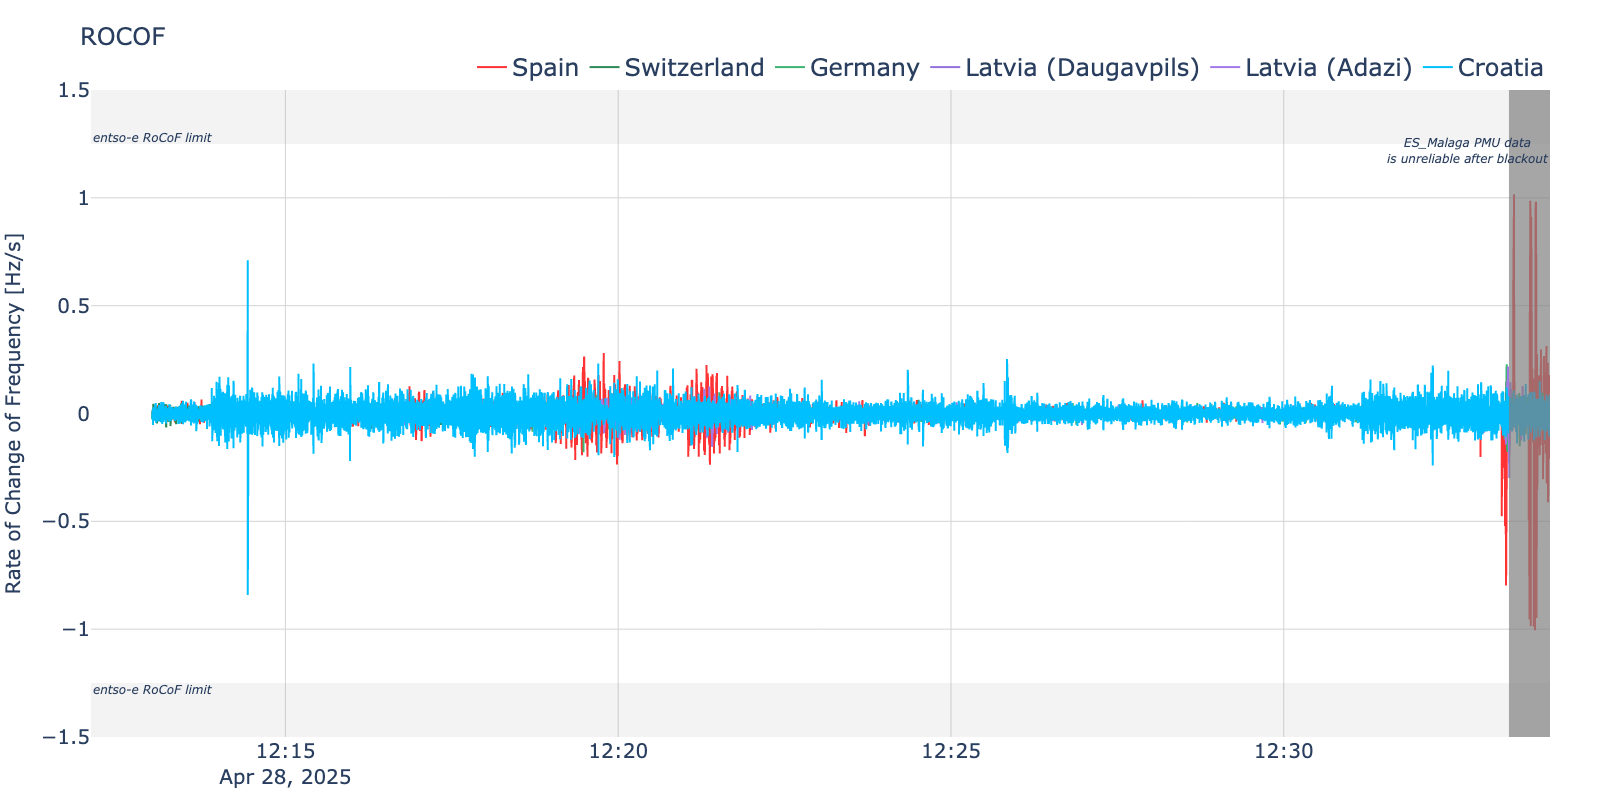 ROCOF
Spain Switzerland Germany Latvia (Daugavpils) Latvia (Adazi) Croatia
Rate of Change of Frequency [Hz/s]
1.5
entso-e RoCoF limit
ES_Malaga PMU data
is unreliable after blackout
1
0.5
0
−0.5
−1
entso-e RoCoF limit
−1.5
12:15 12:20 12:25 12:30
Apr 28, 2025